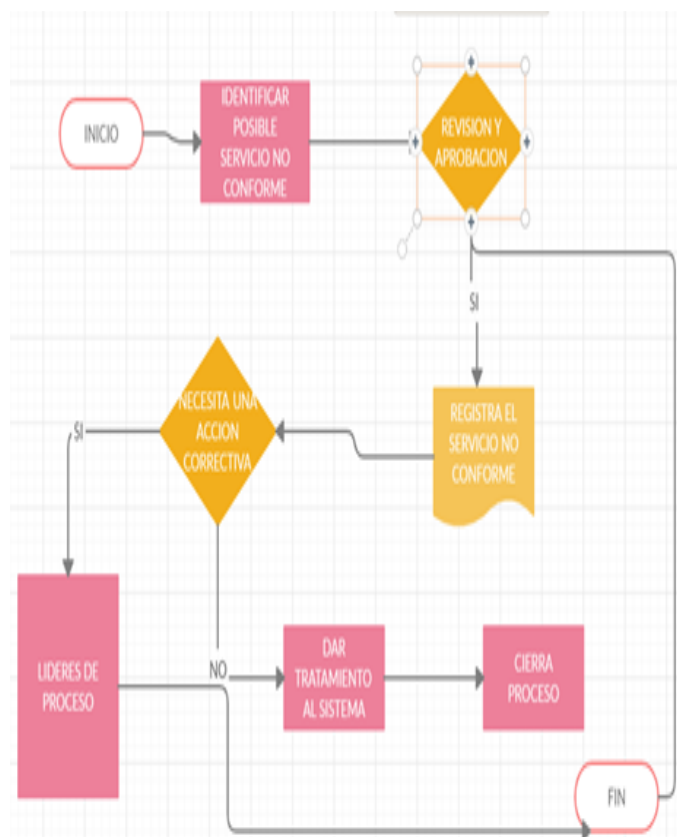 INICIO
IDENTIFICAR
POSIBLE
SERVICIO NO
CONFORME
REVISION Y
APROBACION
SI
REGISTRA EL
SERVICIO NO
CONFORME
NECESITA UNA
ACCION
CORRECTIVA
SI
LIDERES DE
PROCESO
NO
DAR
TRATAMIENTO
AL SISTEMA
CIERRA
PROCESO
FIN